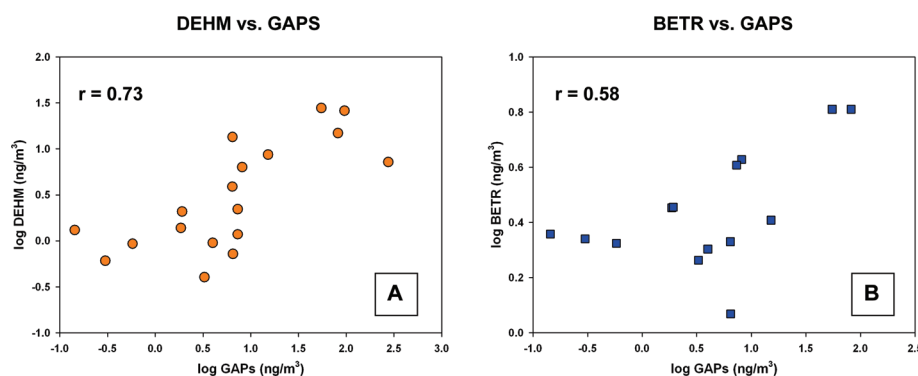 DEHM vs. GAPS
2.0
1.5
1.0
0.5
0.0
-0.5
-1.0
log DEHM (ng/m³)
r = 0.73
A
-1.0 -0.5 0.0 0.5 1.0 1.5 2.0 2.5 3.0
log GAPs (ng/m³)
BETR vs. GAPS
1.0
0.8
0.6
0.4
0.2
0.0
log BETR (ng/m³)
r = 0.58
B
-1.0 -0.5 0.0 0.5 1.0 1.5 2.0 2.5
log GAPs (ng/m³)